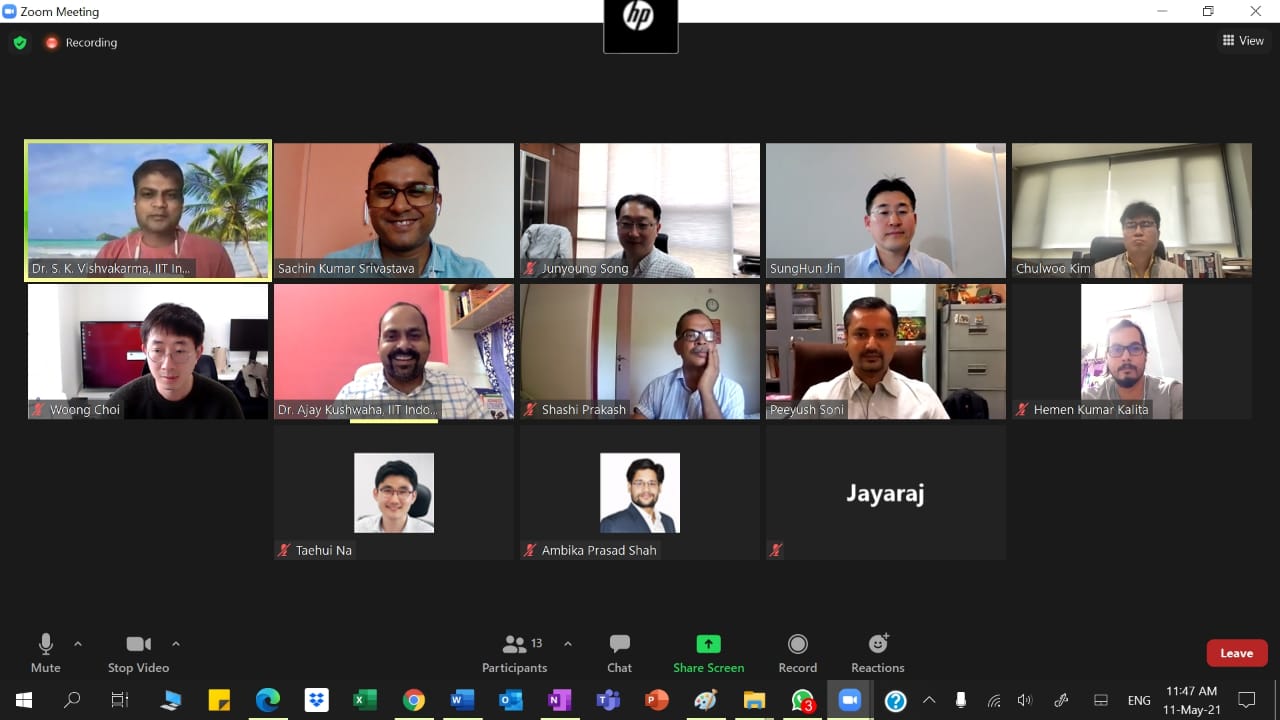 Zoom Meeting
hp
Recording
View
Dr. S. K. Vishvakarma, IIT In...
Sachin Kumar Srivastava
Junyoung Song
SungHun Jin
Chulwoo Kim
Woong Choi
Dr. Ajay Kushwaha, IIT Indo...
Shashi Prakash
Peeyush Soni
Hemen Kumar Kalita
Taehui Na
Ambika Prasad Shah
Jayaraj
Mute
Stop Video
13
Participants
Chat
Share Screen
Record
Reactions
Leave
3
ENG
11:47 AM
11-May-21